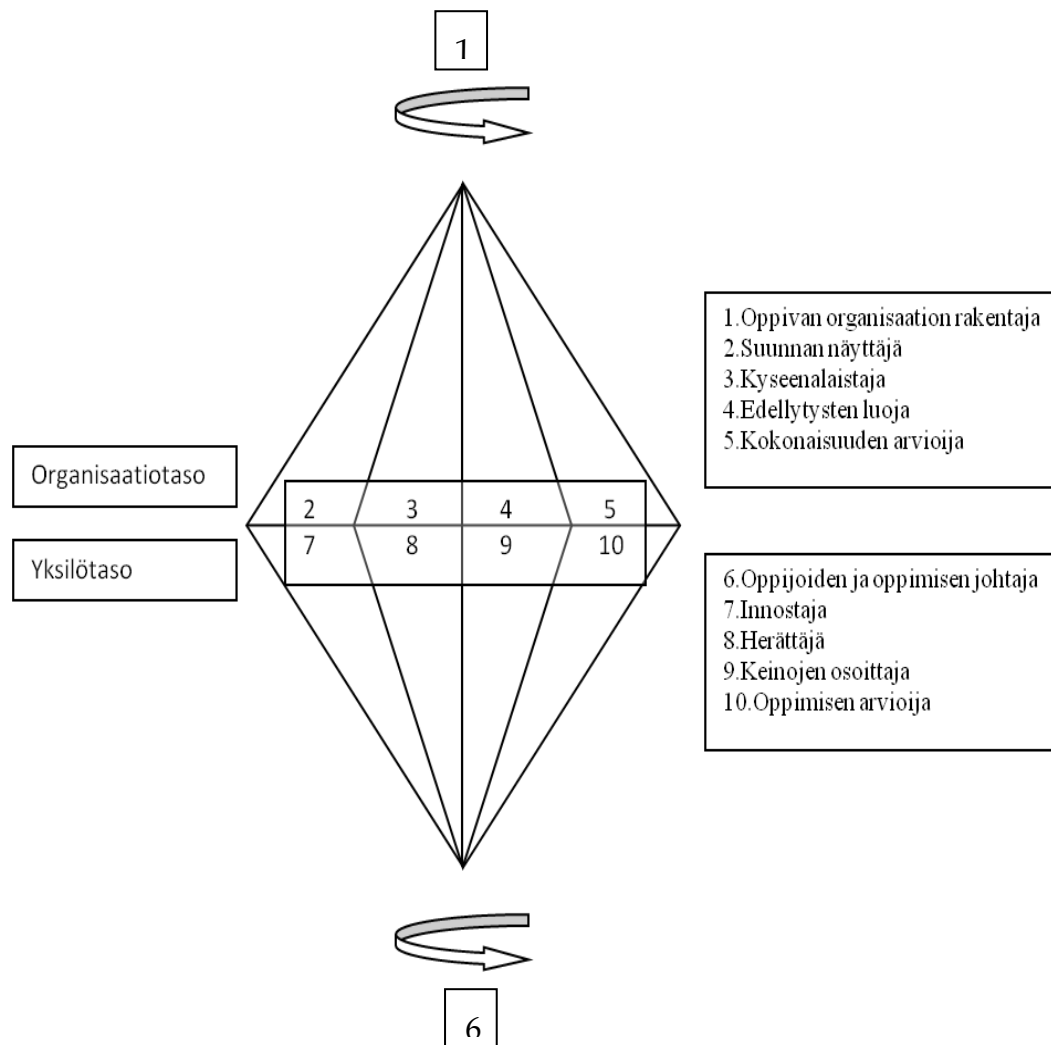 1
1.Oppivan organisaation rakentaja
2.Suunnan näyttäjä
3.Kyseenalaistaja
4.Edellytysten luoja
5.Kokonaisuuden arvioija
Organisaatiotaso
2 3 4 5
Yksilötaso
7 8 9 10
6.Oppijoiden ja oppimisen johtaja
7.Innostaja
8.Herättäjä
9.Keinojen osoittaja
10.Oppimisen arvioija
6